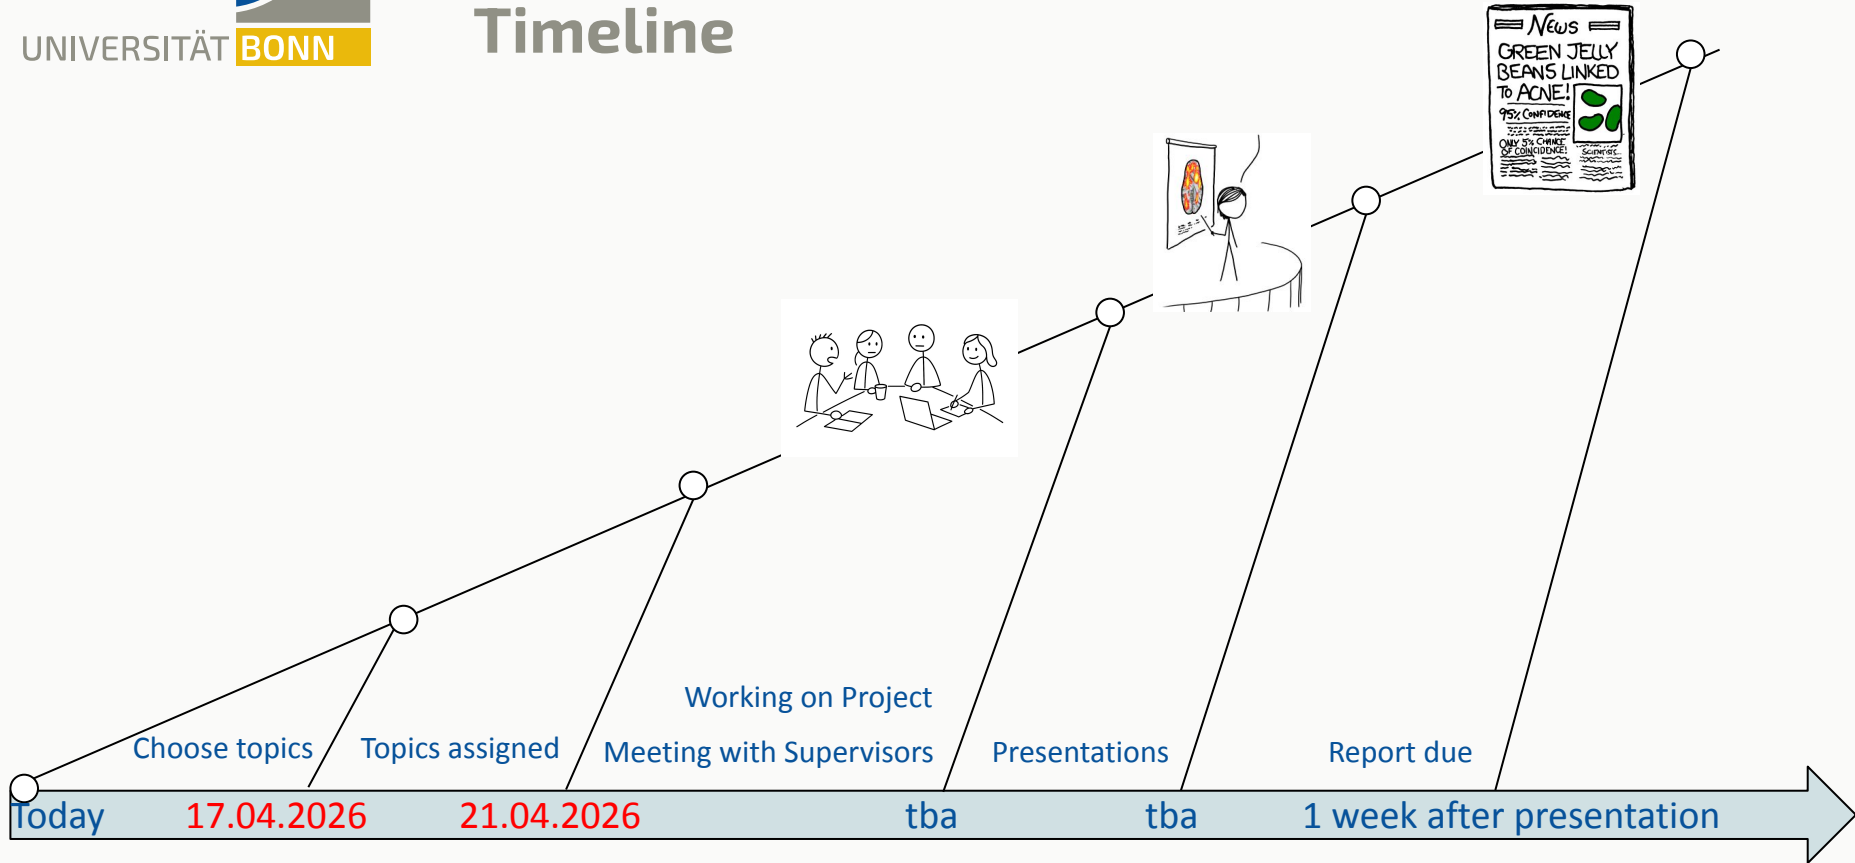 UNIVERSITÄT BONN
Timeline
News
GREEN JELLY
BEANS LINKED
TO ACNE!
95% CONFIDENCE
ONLY 5% CHANCE
OF COINCIDENCE!
SCIENTISTS...
Working on Project
Choose topics
Topics assigned
Meeting with Supervisors
Presentations
Report due
Today
17.04.2026
21.04.2026
tba
tba
1 week after presentation